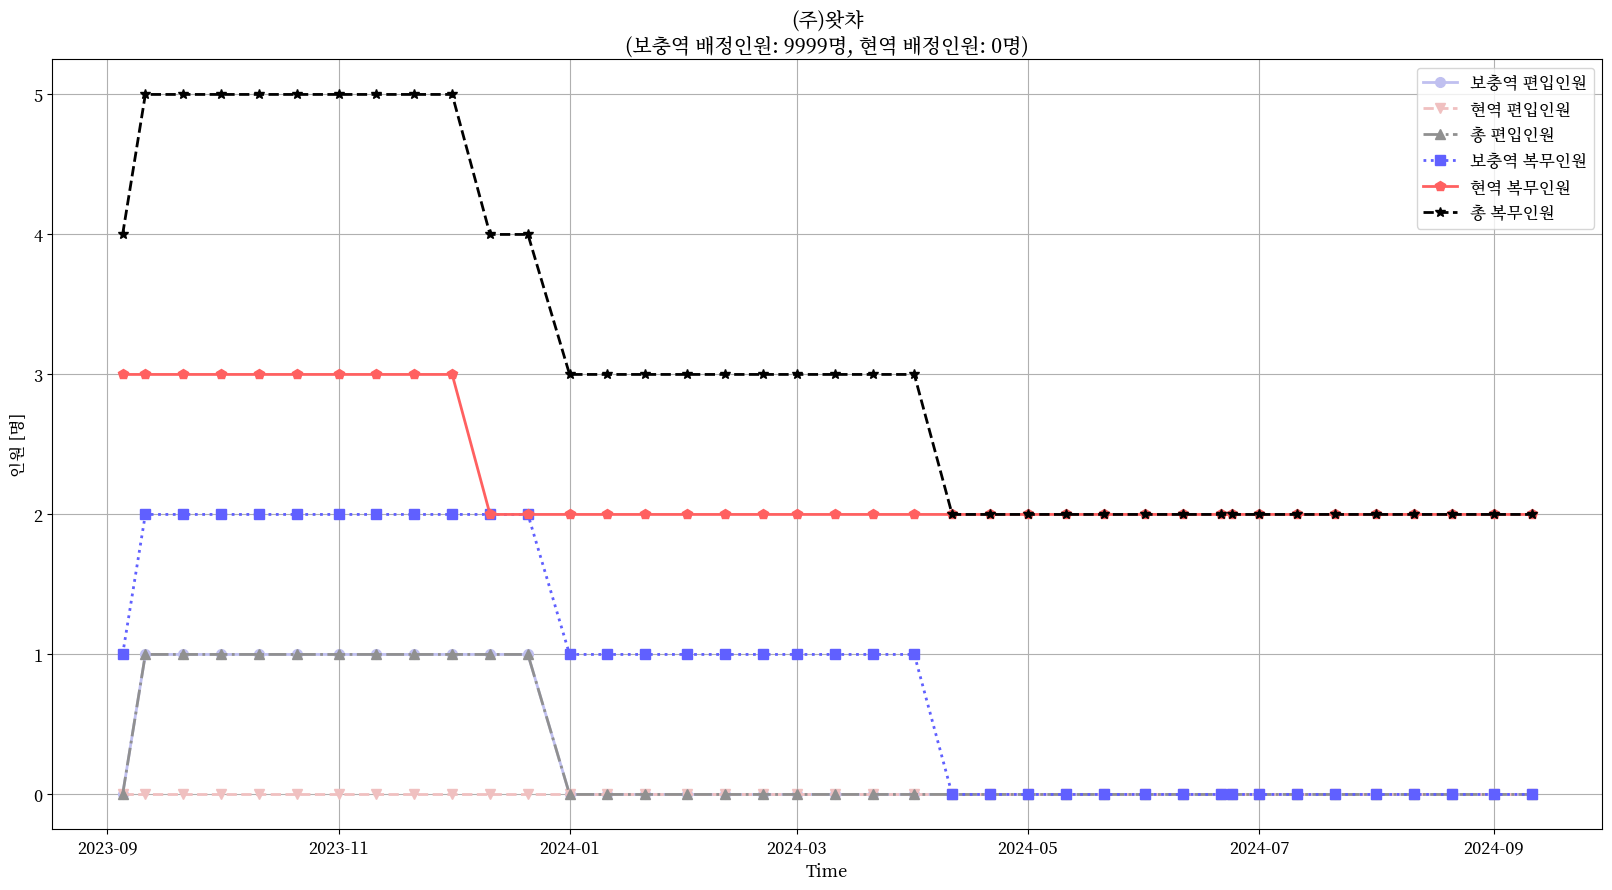 (주)왓챠
(보충역 배정인원: 9999명, 현역 배정인원: 0명)
보충역 편입인원
현역 편입인원
총 편입인원
보충역 복무인원
현역 복무인원
총 복무인원
인원 [명]
5
4
3
2
1
0
2023-09
2023-11
2024-01
2024-03
2024-05
2024-07
2024-09
Time